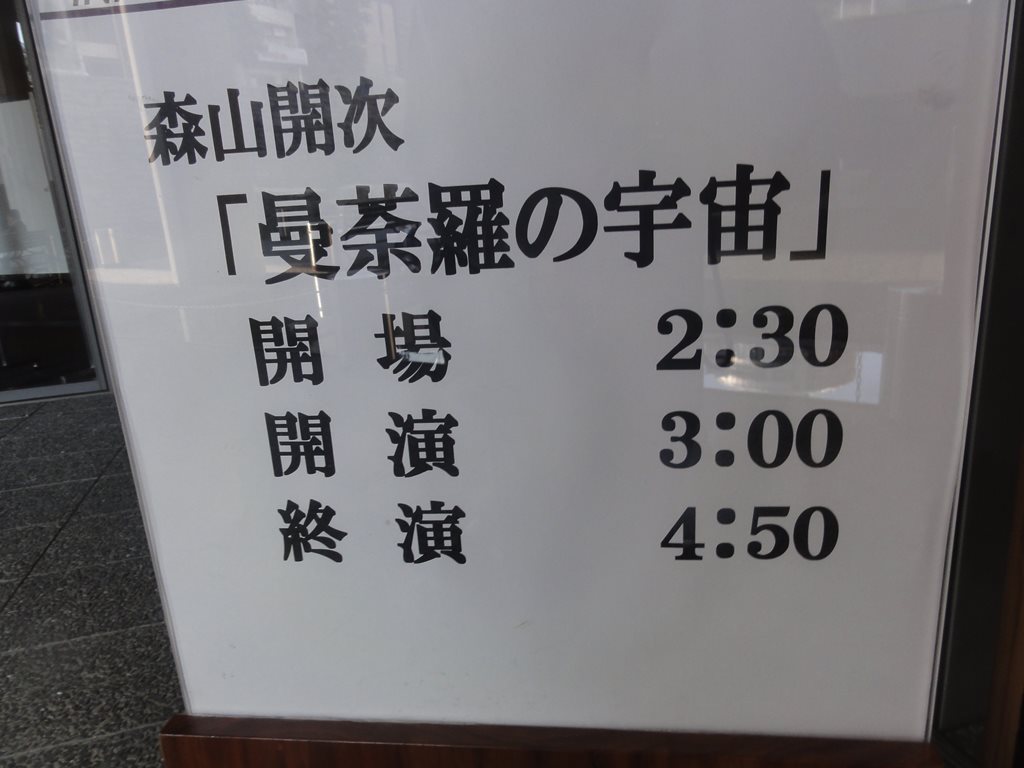 森山開次
「曼荼羅の宇宙」
開 場 2:30
開 演 3:00
終 演 4:50